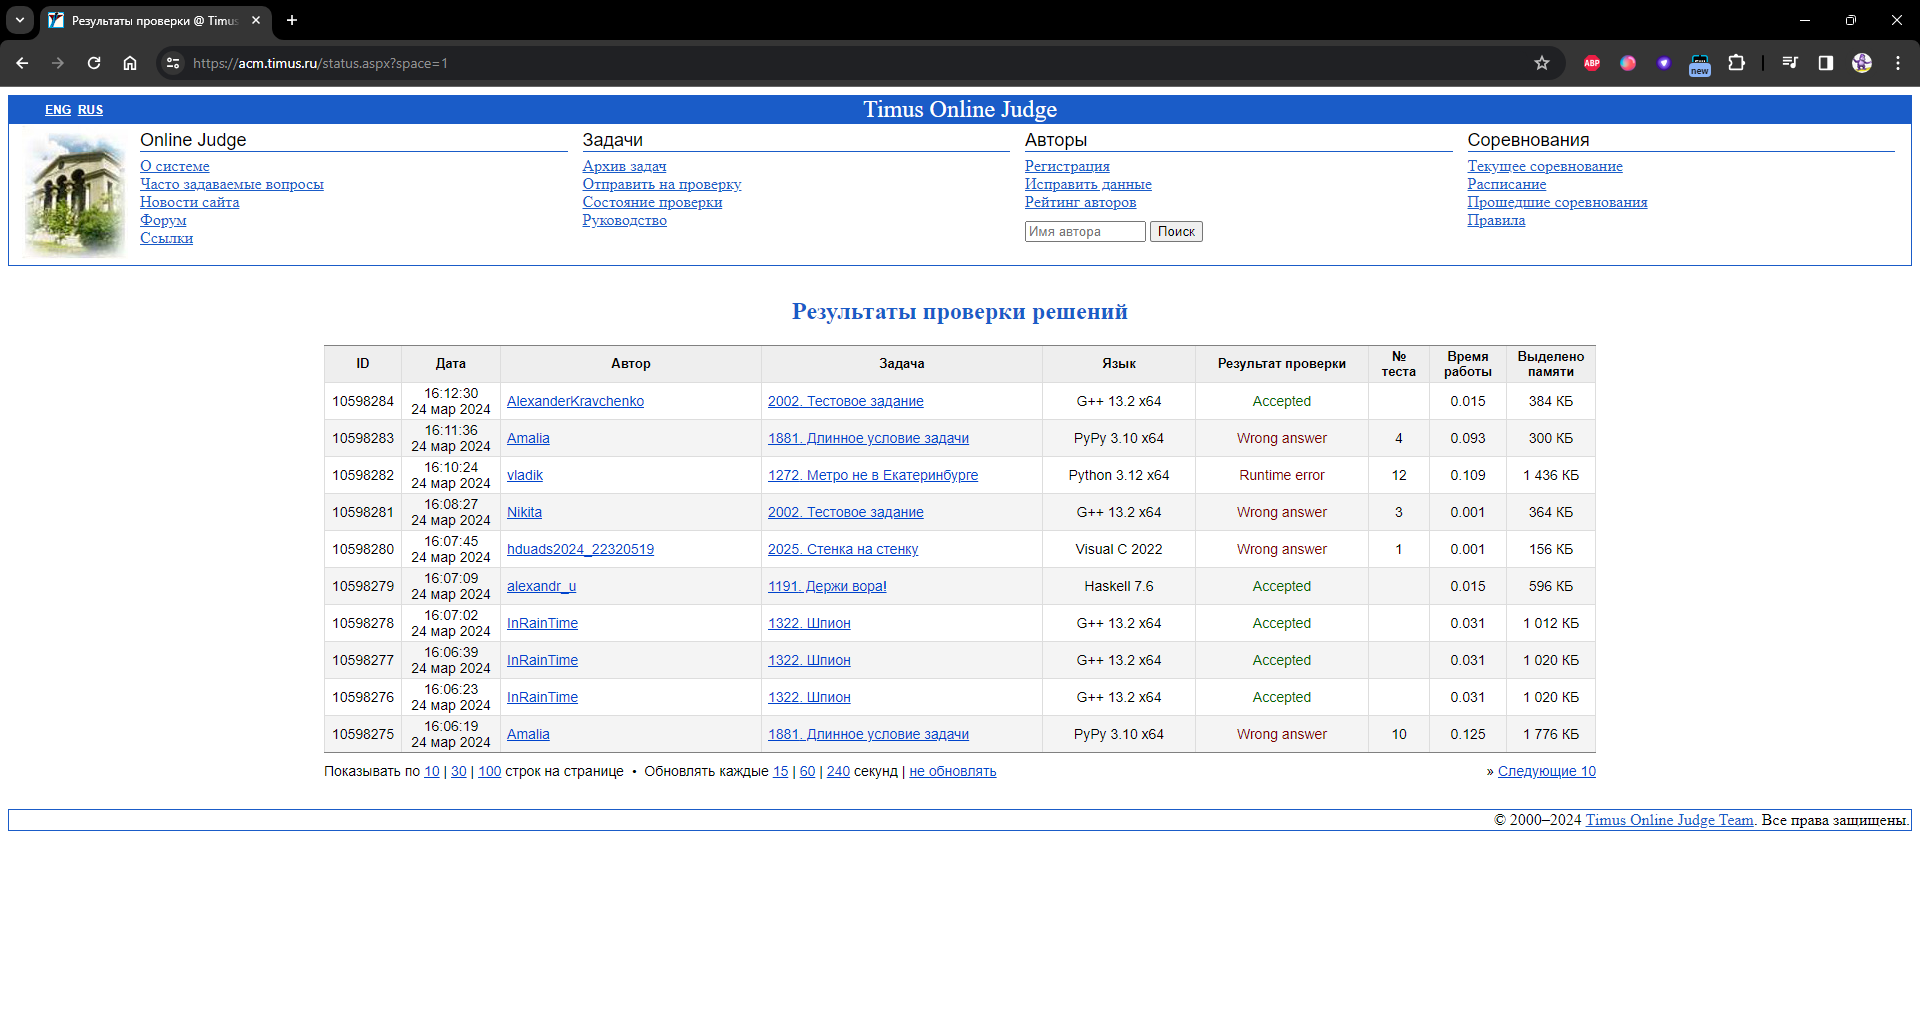 Результаты проверки @ Timus
https://acm.timus.ru/status.aspx?space=1
ABP
new
ENG RUS
Timus Online Judge
Online Judge
О системе
Часто задаваемые вопросы
Новости сайта
Форум
Ссылки
Задачи
Архив задач
Отправить на проверку
Состояние проверки
Руководство
Авторы
Регистрация
Исправить данные
Рейтинг авторов
Имя автора Поиск
Соревнования
Текущее соревнование
Расписание
Прошедшие соревнования
Правила
Результаты проверки решений
ID Дата Автор Задача Язык Результат проверки № теста Время работы Выделено памяти
10598284 16:12:30 24 мар 2024 AlexanderKravchenko 2002. Тестовое задание G++ 13.2 x64 Accepted 0.015 384 КБ
10598283 16:11:36 24 мар 2024 Amalia 1881. Длинное условие задачи PyPy 3.10 x64 Wrong answer 4 0.093 300 КБ
10598282 16:10:24 24 мар 2024 vladik 1272. Метро не в Екатеринбурге Python 3.12 x64 Runtime error 12 0.109 1 436 КБ
10598281 16:08:27 24 мар 2024 Nikita 2002. Тестовое задание G++ 13.2 x64 Wrong answer 3 0.001 364 КБ
10598280 16:07:45 24 мар 2024 hduads2024_22320519 2025. Стенка на стенку Visual C 2022 Wrong answer 1 0.001 156 КБ
10598279 16:07:09 24 мар 2024 alexandr_u 1191. Держи вора! Haskell 7.6 Accepted 0.015 596 КБ
10598278 16:07:02 24 мар 2024 InRainTime 1322. Шпион G++ 13.2 x64 Accepted 0.031 1 012 КБ
10598277 16:06:39 24 мар 2024 InRainTime 1322. Шпион G++ 13.2 x64 Accepted 0.031 1 020 КБ
10598276 16:06:23 24 мар 2024 InRainTime 1322. Шпион G++ 13.2 x64 Accepted 0.031 1 020 КБ
10598275 16:06:19 24 мар 2024 Amalia 1881. Длинное условие задачи PyPy 3.10 x64 Wrong answer 10 0.125 1 776 КБ
Показывать по 10 | 30 | 100 строк на странице • Обновлять каждые 15 | 60 | 240 секунд | не обновлять » Следующие 10
© 2000–2024 Timus Online Judge Team. Все права защищены.